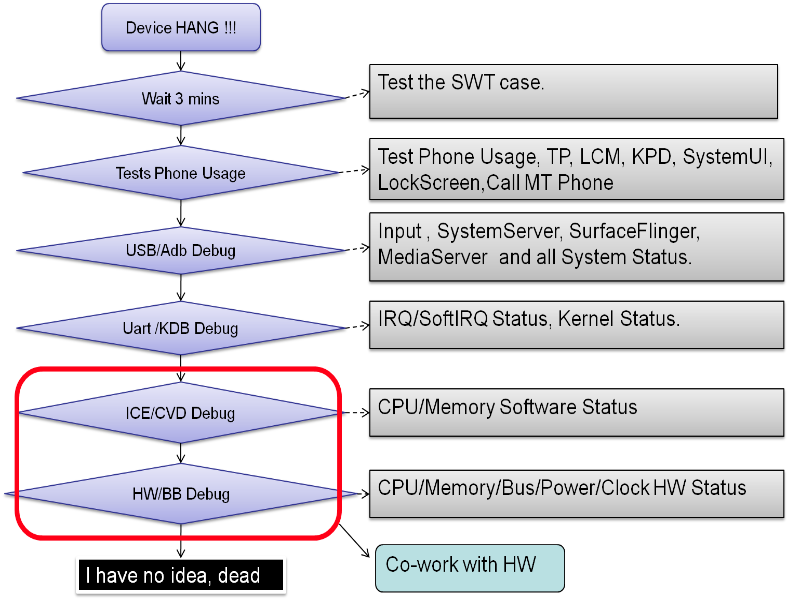 Device HANG !!!
Wait 3 mins
Test the SWT case.
Tests Phone Usage
Test Phone Usage, TP, LCM, KPD, SystemUI,
LockScreen,Call MT Phone
USB/Adb Debug
Input , SystemServer, SurfaceFlinger,
MediaServer and all System Status.
Uart /KDB Debug
IRQ/SoftIRQ Status, Kernel Status.
ICE/CVD Debug
CPU/Memory Software Status
HW/BB Debug
CPU/Memory/Bus/Power/Clock HW Status
I have no idea, dead
Co-work with HW